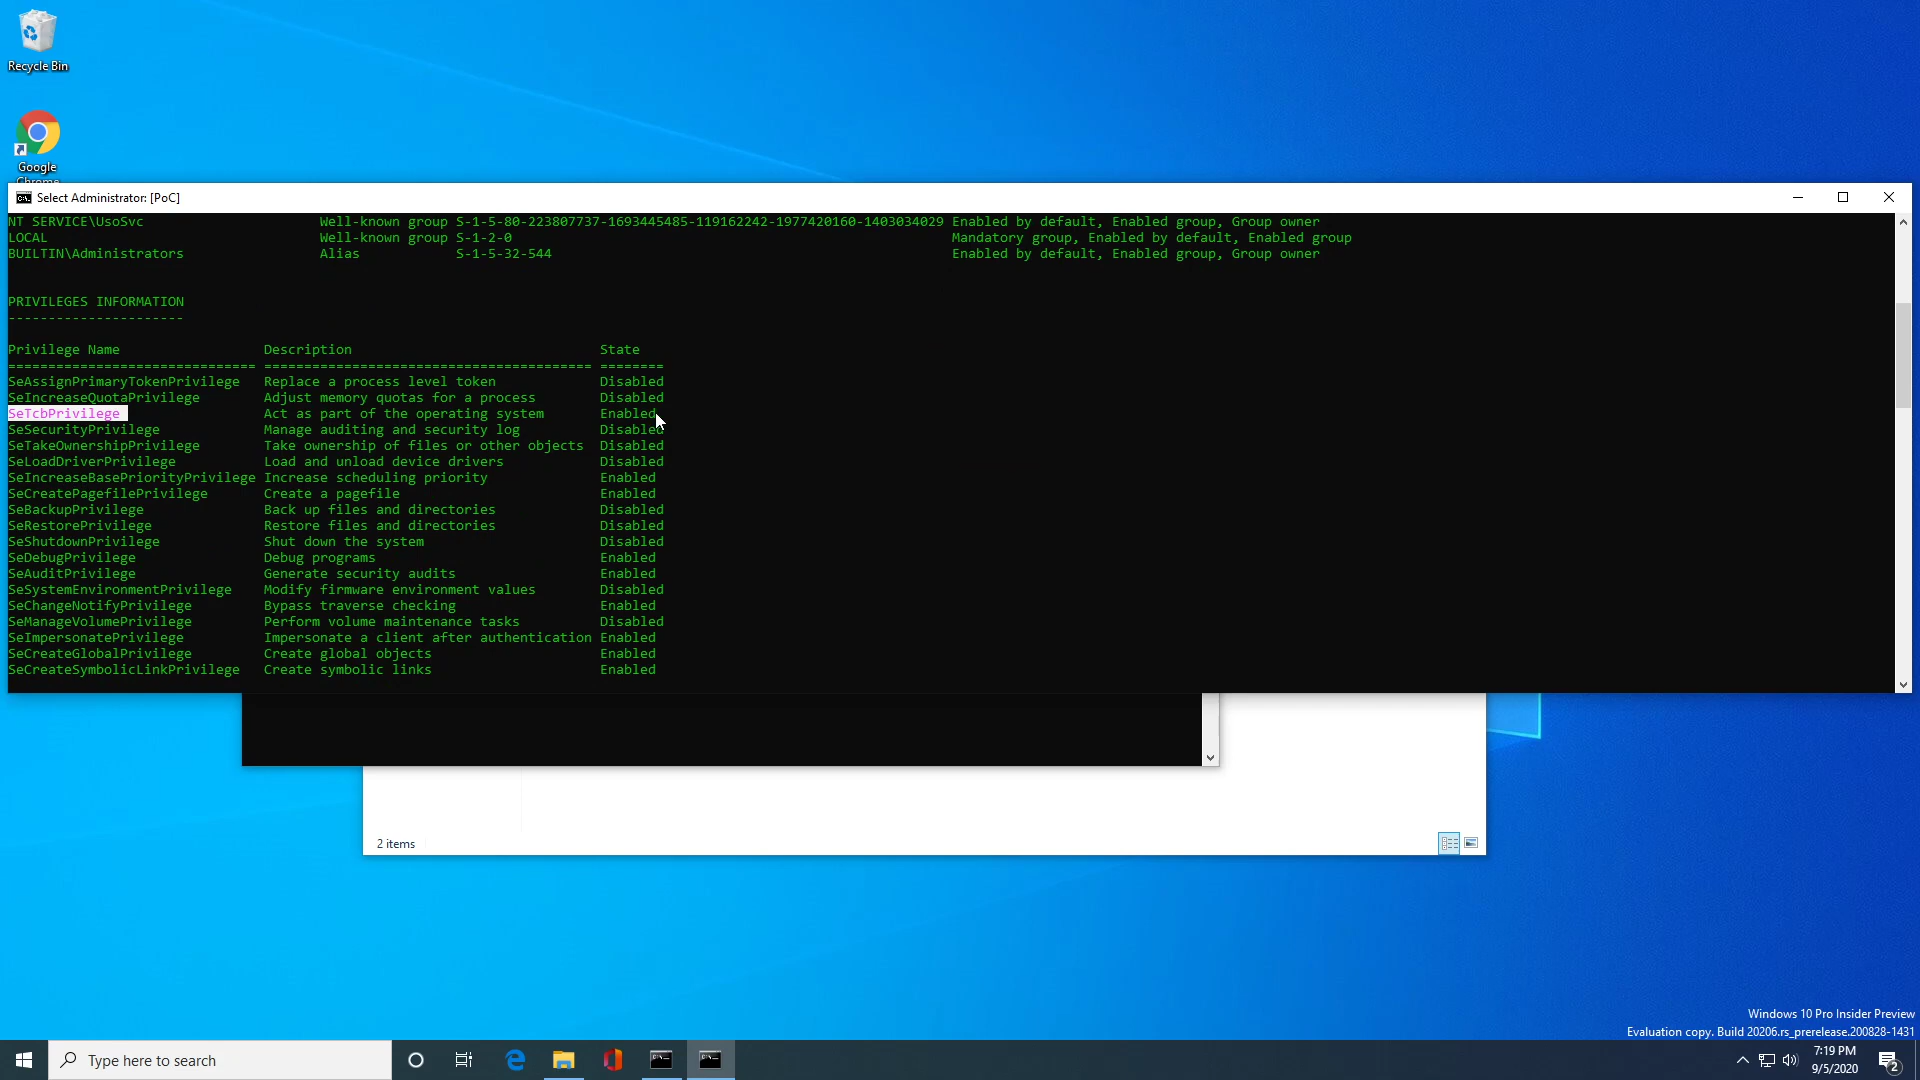 Recycle Bin
Google
Chrome
Select Administrator: [PoC]
NT SERVICE\UsoSvc Well-known group S-1-5-80-223807737-1693445485-119162242-1977420160-1403034029 Enabled by default, Enabled group, Group owner
LOCAL Well-known group S-1-2-0 Mandatory group, Enabled by default, Enabled group
BUILTIN\Administrators Alias S-1-5-32-544 Enabled by default, Enabled group, Group owner
PRIVILEGES INFORMATION
----------------------
Privilege Name Description State
=============================== ========================================= ========
SeAssignPrimaryTokenPrivilege Replace a process level token Disabled
SeIncreaseQuotaPrivilege Adjust memory quotas for a process Disabled
SeTcbPrivilege Act as part of the operating system Enabled
SeSecurityPrivilege Manage auditing and security log Disabled
SeTakeOwnershipPrivilege Take ownership of files or other objects Disabled
SeLoadDriverPrivilege Load and unload device drivers Disabled
SeIncreaseBasePriorityPrivilege Increase scheduling priority Enabled
SeCreatePagefilePrivilege Create a pagefile Enabled
SeBackupPrivilege Back up files and directories Disabled
SeRestorePrivilege Restore files and directories Disabled
SeShutdownPrivilege Shut down the system Disabled
SeDebugPrivilege Debug programs Enabled
SeAuditPrivilege Generate security audits Enabled
SeSystemEnvironmentPrivilege Modify firmware environment values Disabled
SeChangeNotifyPrivilege Bypass traverse checking Enabled
SeManageVolumePrivilege Perform volume maintenance tasks Disabled
SeImpersonatePrivilege Impersonate a client after authentication Enabled
SeCreateGlobalPrivilege Create global objects Enabled
SeCreateSymbolicLinkPrivilege Create symbolic links Enabled
2 items
Windows 10 Pro Insider Preview
Evaluation copy. Build 20206.rs_prerelease.200828-1431
Type here to search
7:19 PM
9/5/2020
2